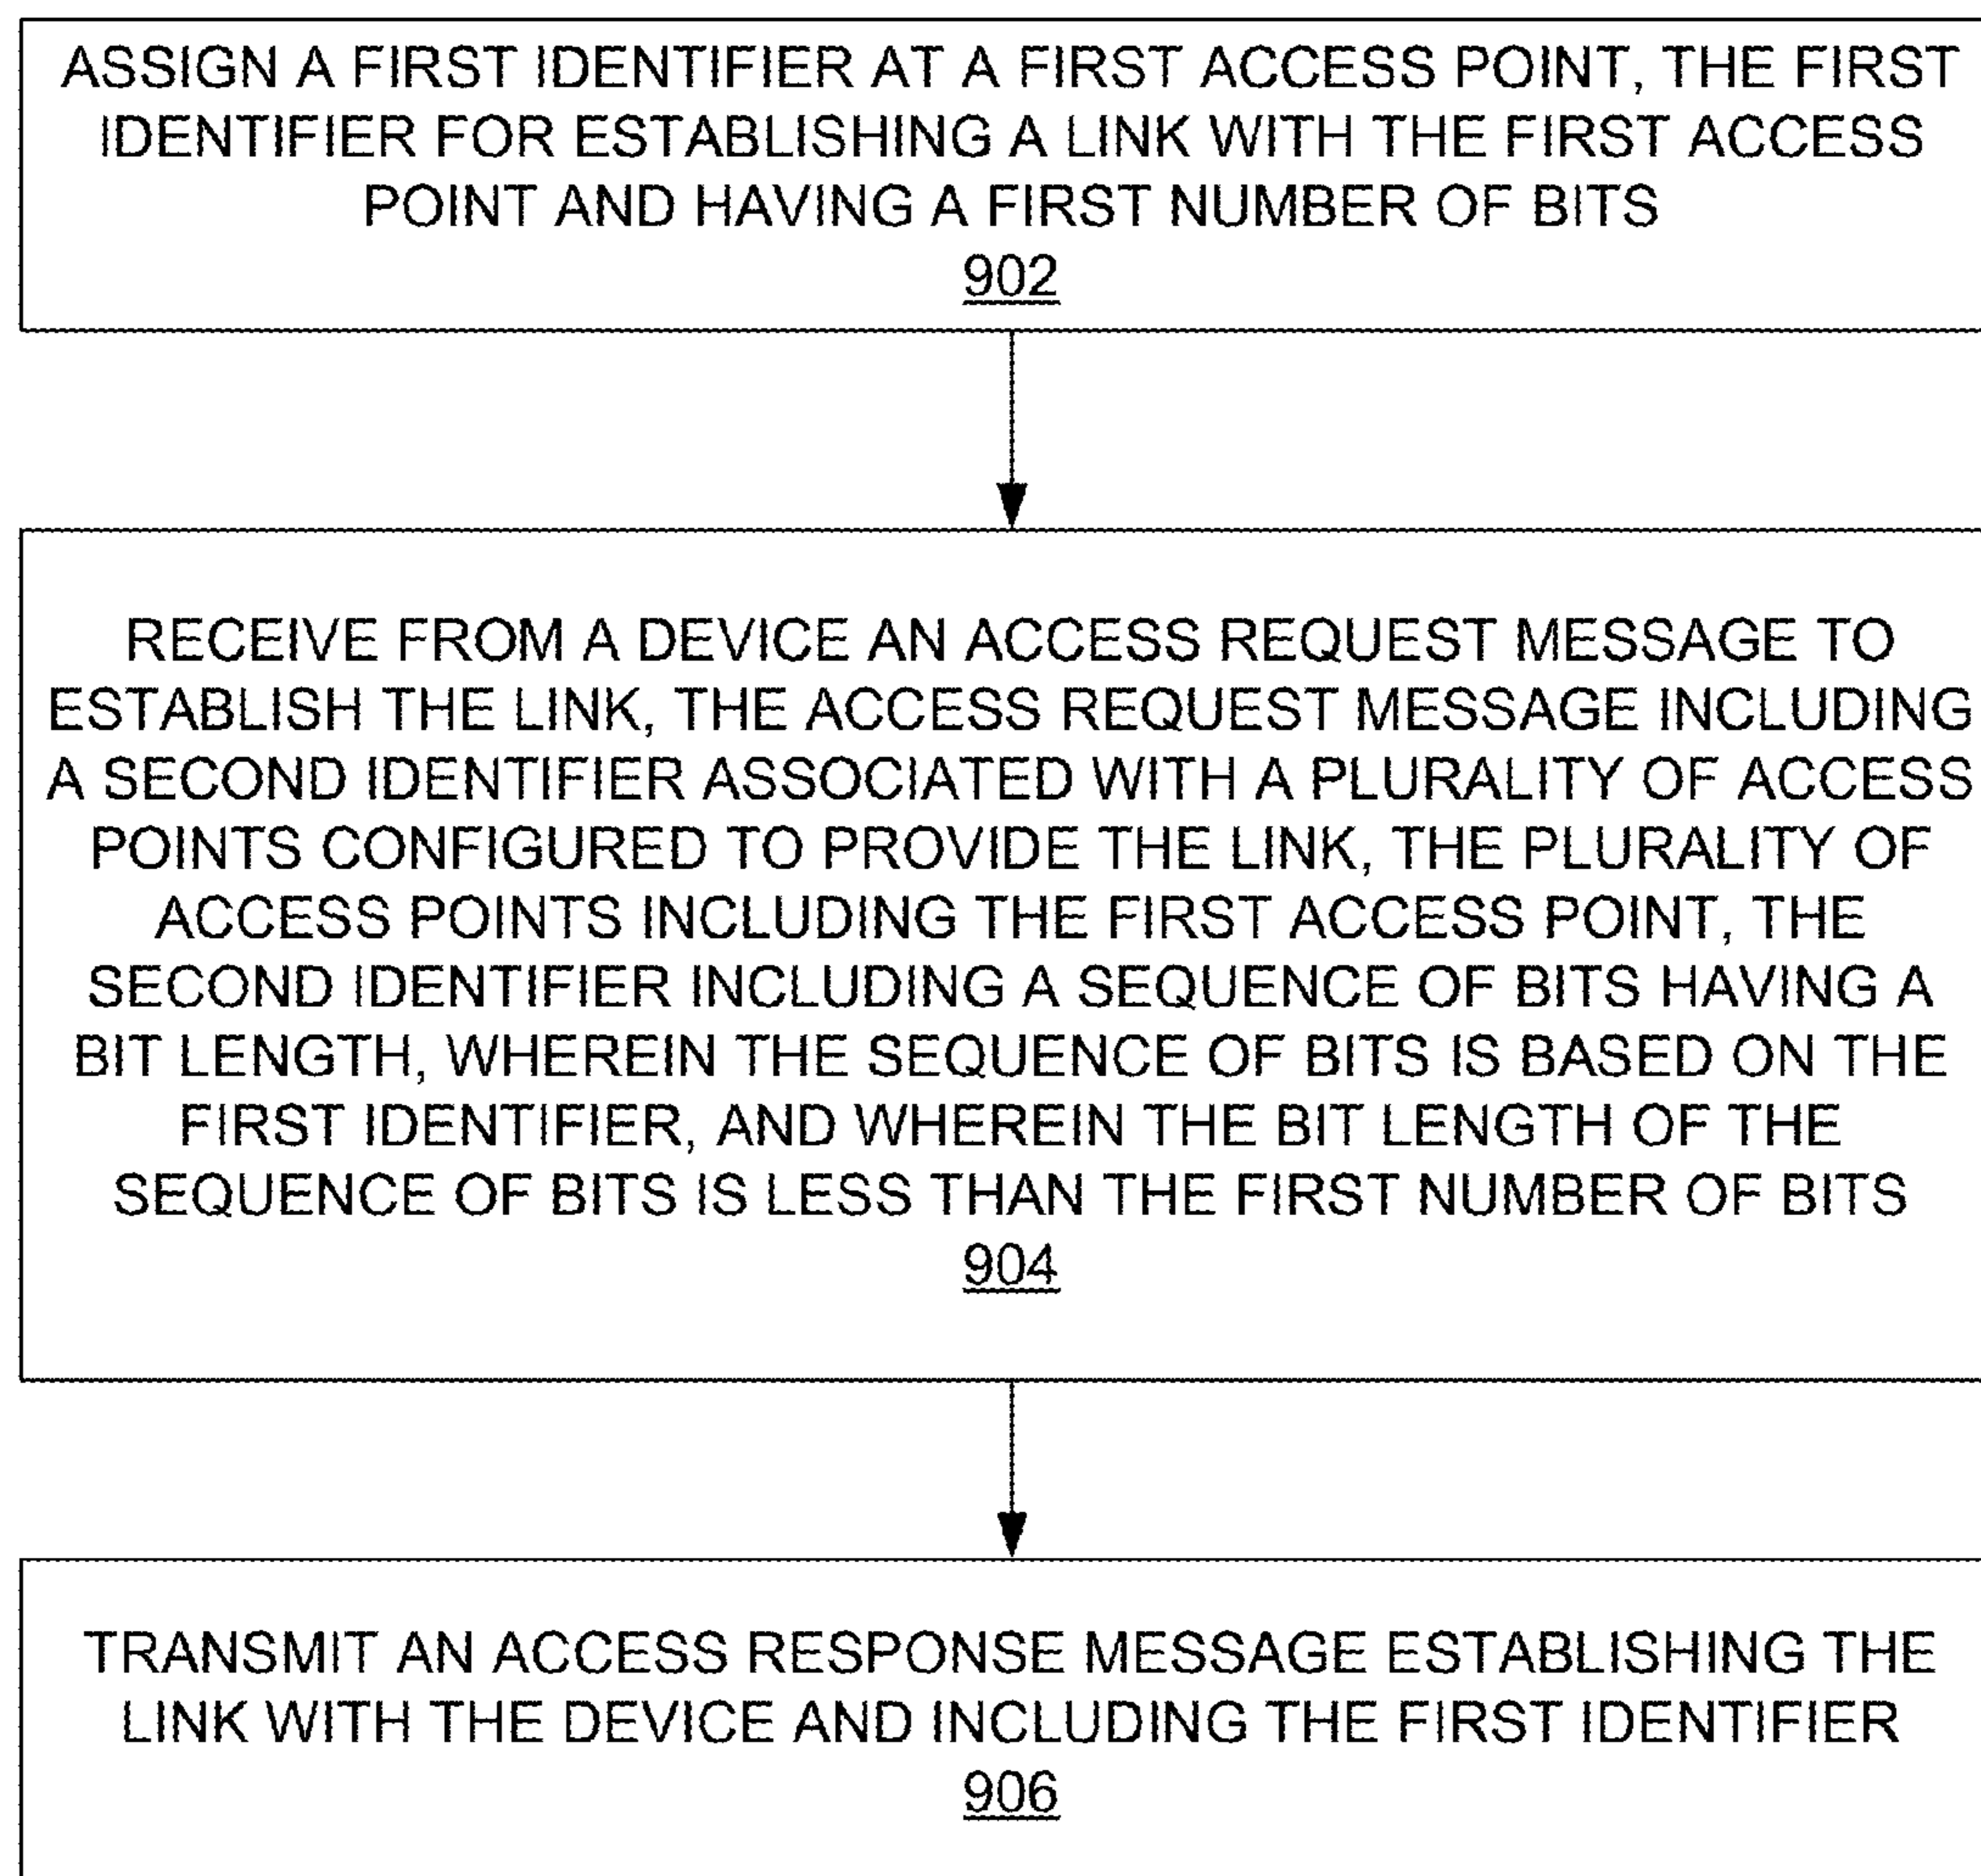 ASSIGN A FIRST IDENTIFIER AT A FIRST ACCESS POINT, THE FIRST
IDENTIFIER FOR ESTABLISHING A LINK WITH THE FIRST ACCESS
POINT AND HAVING A FIRST NUMBER OF BITS
902
RECEIVE FROM A DEVICE AN ACCESS REQUEST MESSAGE TO
ESTABLISH THE LINK, THE ACCESS REQUEST MESSAGE INCLUDING
A SECOND IDENTIFIER ASSOCIATED WITH A PLURALITY OF ACCESS
POINTS CONFIGURED TO PROVIDE THE LINK, THE PLURALITY OF
ACCESS POINTS INCLUDING THE FIRST ACCESS POINT, THE
SECOND IDENTIFIER INCLUDING A SEQUENCE OF BITS HAVING A
BIT LENGTH, WHEREIN THE SEQUENCE OF BITS IS BASED ON THE
FIRST IDENTIFIER, AND WHEREIN THE BIT LENGTH OF THE
SEQUENCE OF BITS IS LESS THAN THE FIRST NUMBER OF BITS
904
TRANSMIT AN ACCESS RESPONSE MESSAGE ESTABLISHING THE
LINK WITH THE DEVICE AND INCLUDING THE FIRST IDENTIFIER
906